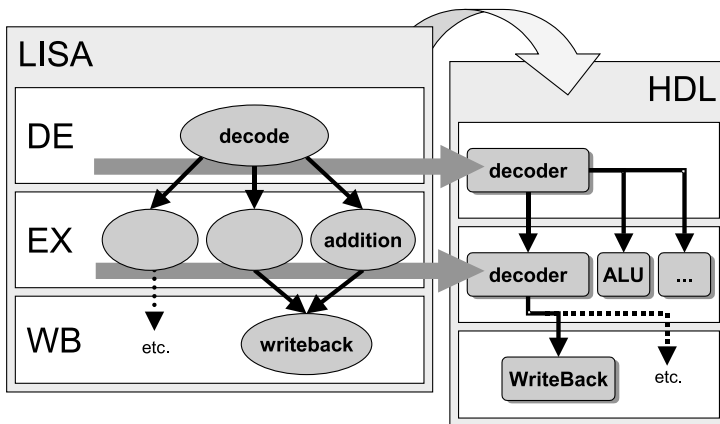 LISA
DE
decode
EX
addition
WB
etc.
writeback
HDL
decoder
decoder
ALU
...
WriteBack
etc.